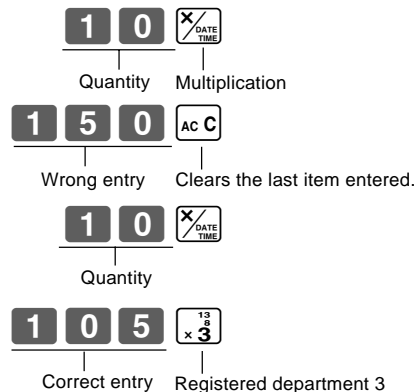 1 0 ×/DATE TIME
Quantity Multiplication
1 5 0 AC C
Wrong entry Clears the last item entered.
1 0 ×/DATE TIME
Quantity
1 0 5 13 8 × 3
Correct entry Registered department 3